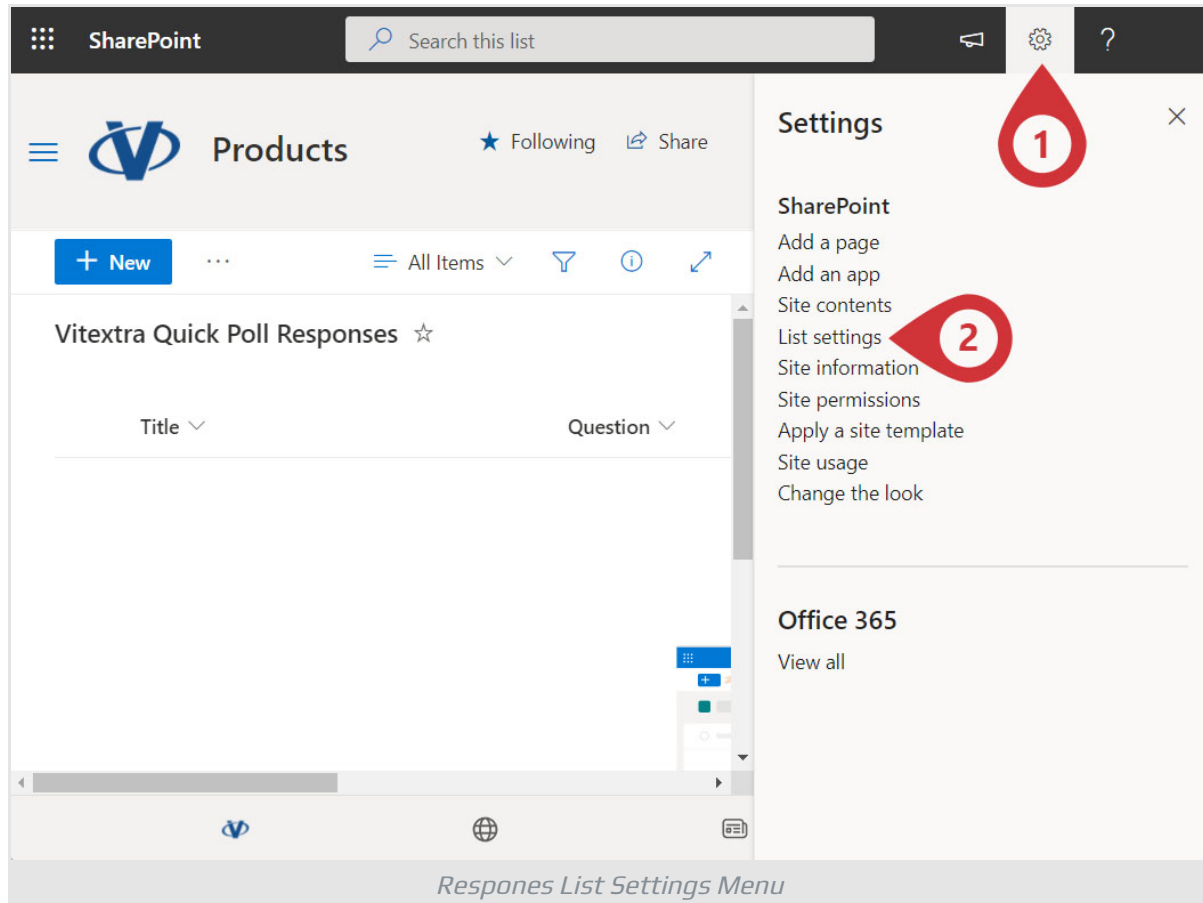 SharePoint
Search this list
?
Products
Following
Share
+ New
...
All Items
Vitextra Quick Poll Responses
Title
Question
Settings
1
SharePoint
Add a page
Add an app
Site contents
List settings
2
Site information
Site permissions
Apply a site template
Site usage
Change the look
Office 365
View all
Respones List Settings Menu